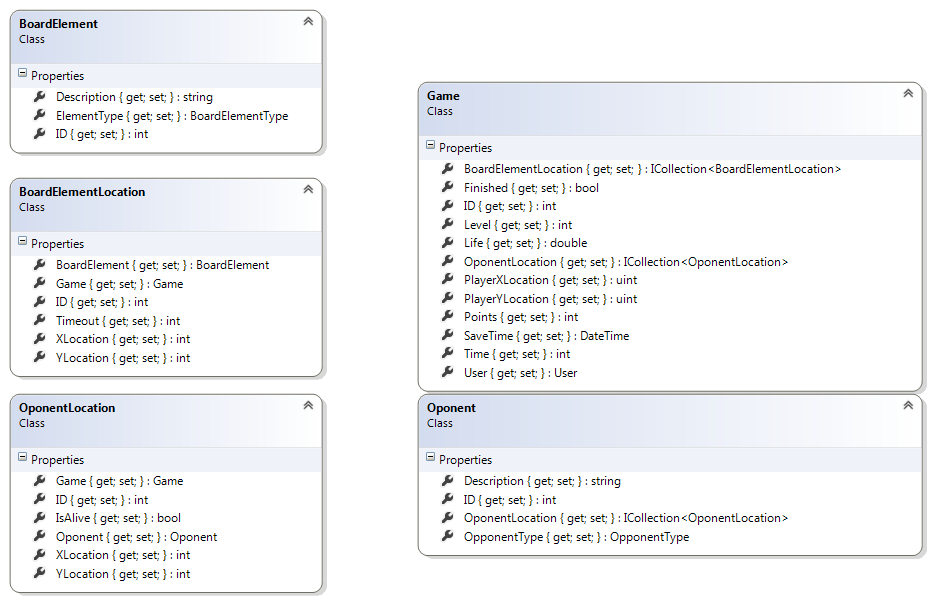 BoardElement
Class
Properties
Description { get; set; } : string
ElementType { get; set; } : BoardElementType
ID { get; set; } : int
BoardElementLocation
Class
Properties
BoardElement { get; set; } : BoardElement
Game { get; set; } : Game
ID { get; set; } : int
Timeout { get; set; } : int
XLocation { get; set; } : int
YLocation { get; set; } : int
OponentLocation
Class
Properties
Game { get; set; } : Game
ID { get; set; } : int
IsAlive { get; set; } : bool
Oponent { get; set; } : Oponent
XLocation { get; set; } : int
YLocation { get; set; } : int
Game
Class
Properties
BoardElementLocation { get; set; } : ICollection<BoardElementLocation>
Finished { get; set; } : bool
ID { get; set; } : int
Level { get; set; } : int
Life { get; set; } : double
OponentLocation { get; set; } : ICollection<OponentLocation>
PlayerXLocation { get; set; } : uint
PlayerYLocation { get; set; } : uint
Points { get; set; } : int
SaveTime { get; set; } : DateTime
Time { get; set; } : int
User { get; set; } : User
Oponent
Class
Properties
Description { get; set; } : string
ID { get; set; } : int
OponentLocation { get; set; } : ICollection<OponentLocation>
OpponentType { get; set; } : OpponentType